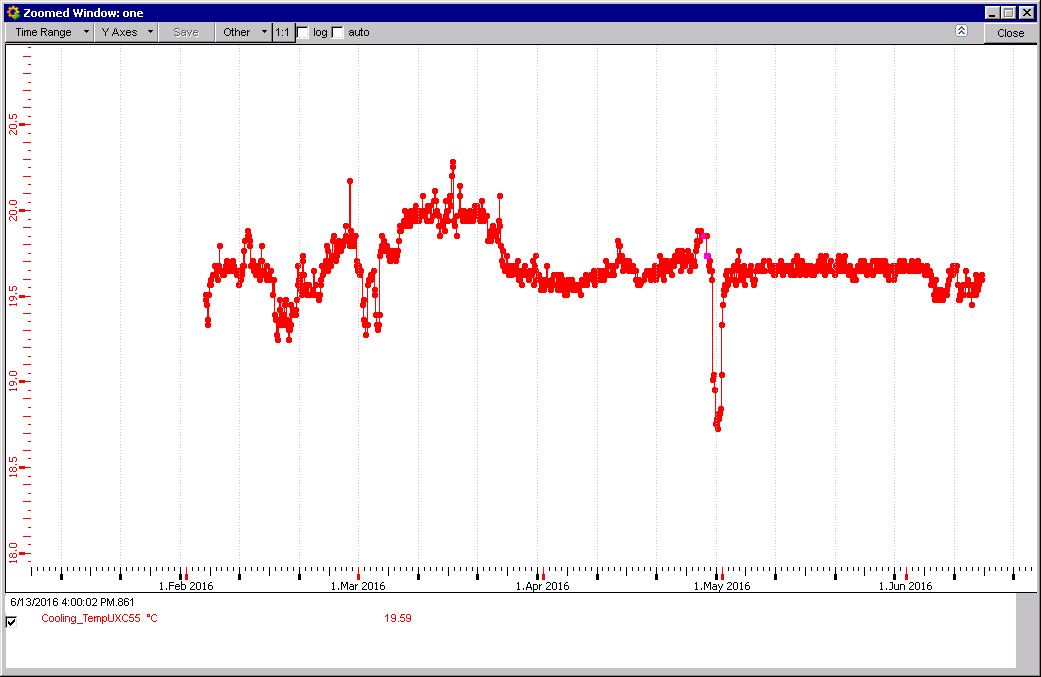 Zoomed Window: one
Time Range Y Axes Save Other 1:1 log auto Close
20.5
20.0
19.5
19.0
18.5
18.0
1.Feb 2016 1.Mar 2016 1.Apr 2016 1.May 2016 1.Jun 2016
6/13/2016 4:00:02 PM.861
Cooling_TempUXC55 °C 19.59